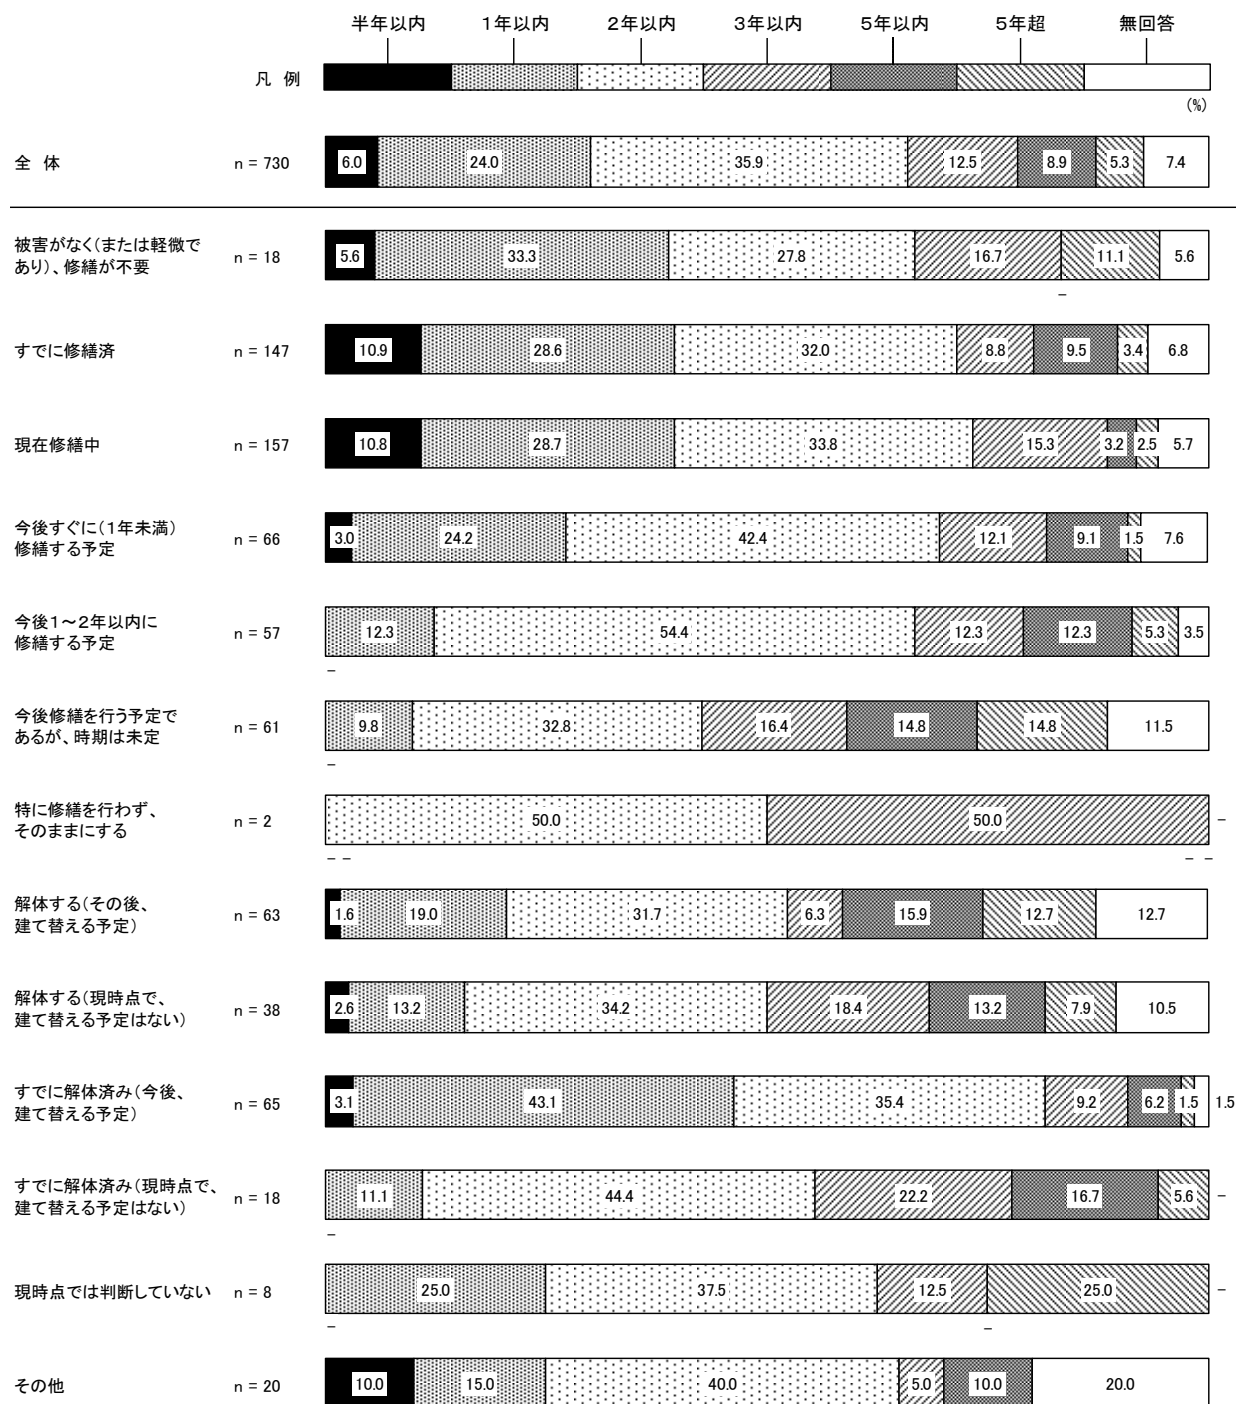 半年以内 1年以内 2年以内 3年以内 5年以内 5年超 無回答
凡 例
(%)
全 体 n = 730 6.0 24.0 35.9 12.5 8.9 5.3 7.4
被害がなく(または軽微で
あり)、修繕が不要 n = 18 5.6 33.3 27.8 16.7 11.1 5.6
–
すでに修繕済 n = 147 10.9 28.6 32.0 8.8 9.5 3.4 6.8
現在修繕中 n = 157 10.8 28.7 33.8 15.3 3.2 2.5 5.7
今後すぐに(1年未満)
修繕する予定 n = 66 3.0 24.2 42.4 12.1 9.1 1.5 7.6
今後1~2年以内に
修繕する予定 n = 57 12.3 54.4 12.3 12.3 5.3 3.5
–
今後修繕を行う予定で
あるが、時期は未定 n = 61 9.8 32.8 16.4 14.8 14.8 11.5
–
特に修繕を行わず、
そのままにする n = 2 50.0 50.0 –
– – – –
解体する(その後、
建て替える予定) n = 63 1.6 19.0 31.7 6.3 15.9 12.7 12.7
解体する(現時点で、
建て替える予定はない) n = 38 2.6 13.2 34.2 18.4 13.2 7.9 10.5
すでに解体済み(今後、
建て替える予定) n = 65 3.1 43.1 35.4 9.2 6.2 1.5 1.5
すでに解体済み(現時点で、
建て替える予定はない) n = 18 11.1 44.4 22.2 16.7 5.6 –
–
現時点では判断していない n = 8 25.0 37.5 12.5 25.0 –
– –
その他 n = 20 10.0 15.0 40.0 5.0 10.0 20.0